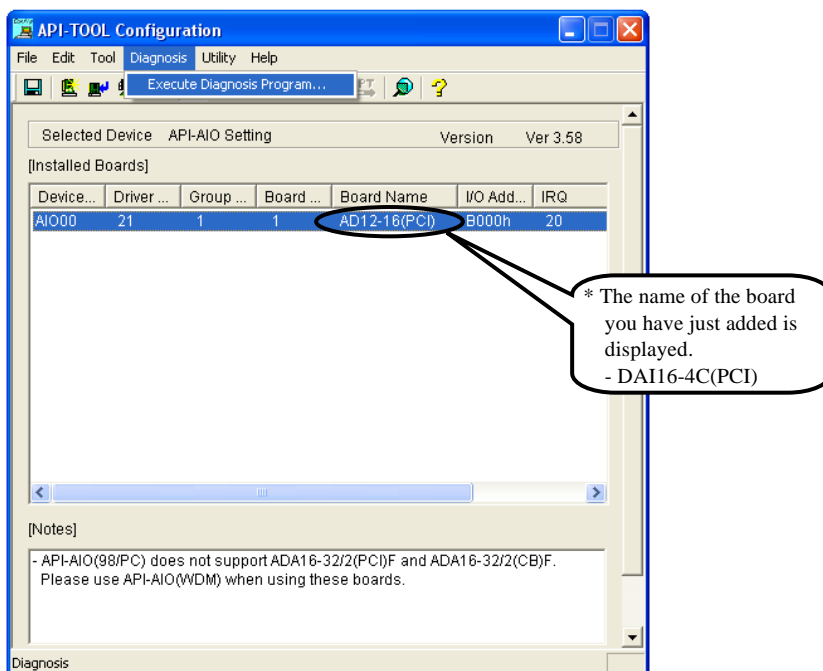 API-TOOL Configuration
File Edit Tool Diagnosis Utility Help
Execute Diagnosis Program...
Selected Device API-AIO Setting Version Ver 3.58
[Installed Boards]
Device... Driver ... Group ... Board ... Board Name I/O Add... IRQ
AIO00 21 1 1 AD12-16(PCI) B000h 20
* The name of the board
you have just added is
displayed.
- DAI16-4C(PCI)
[Notes]
- API-AIO(98/PC) does not support ADA16-32/2(PCI)F and ADA16-32/2(CB)F.
Please use API-AIO(WDM) when using these boards.
Diagnosis